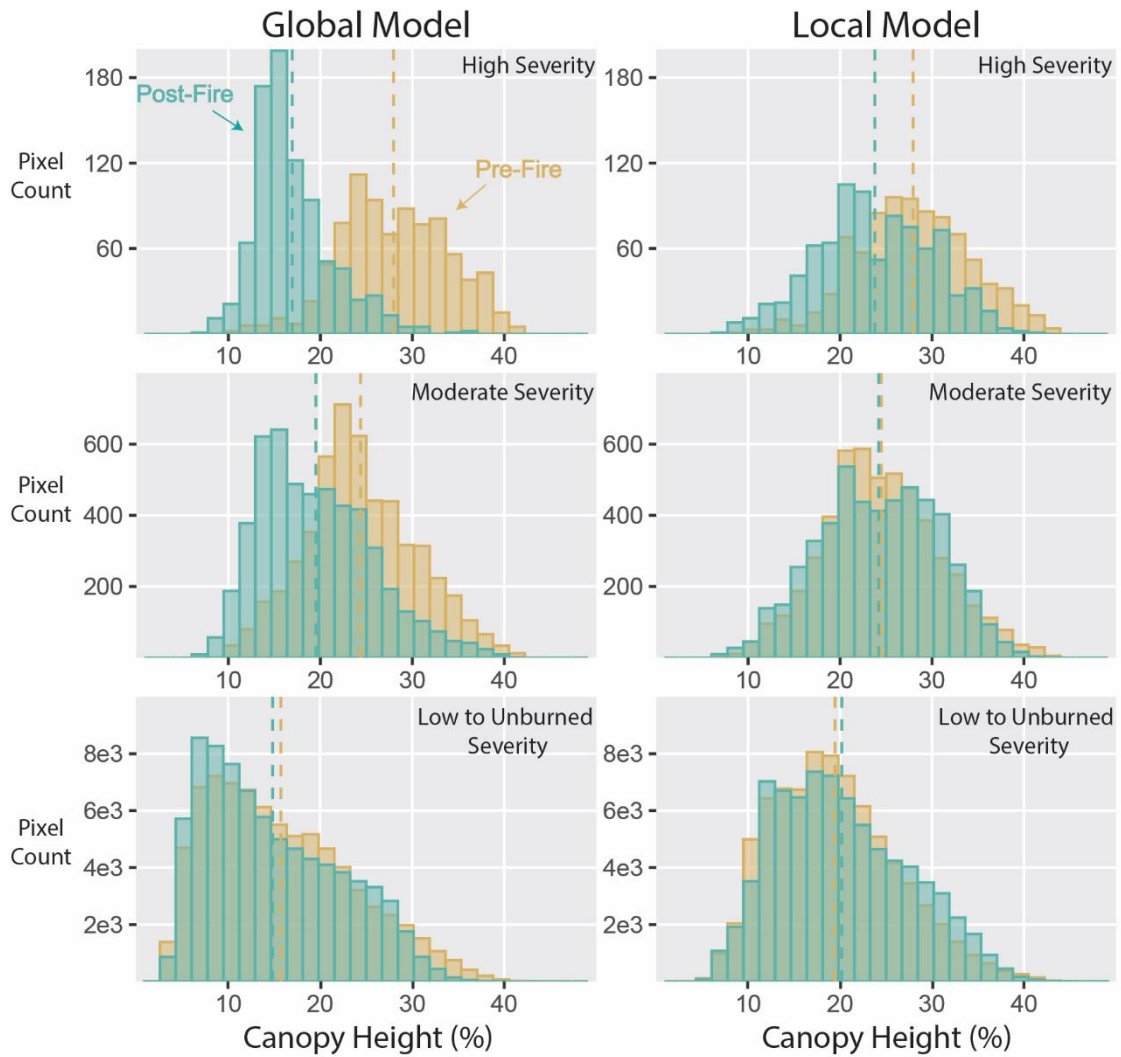 Global Model
Local Model
High Severity
High Severity
Post-Fire
Pre-Fire
Pixel
Count
180
120
60
180
120
60
10 20 30 40
10 20 30 40
Moderate Severity
Moderate Severity
Pixel
Count
600
400
200
600
400
200
10 20 30 40
10 20 30 40
Low to Unburned
Severity
Low to Unburned
Severity
Pixel
Count
8e3
6e3
4e3
2e3
8e3
6e3
4e3
2e3
10 20 30 40
10 20 30 40
Canopy Height (%)
Canopy Height (%)